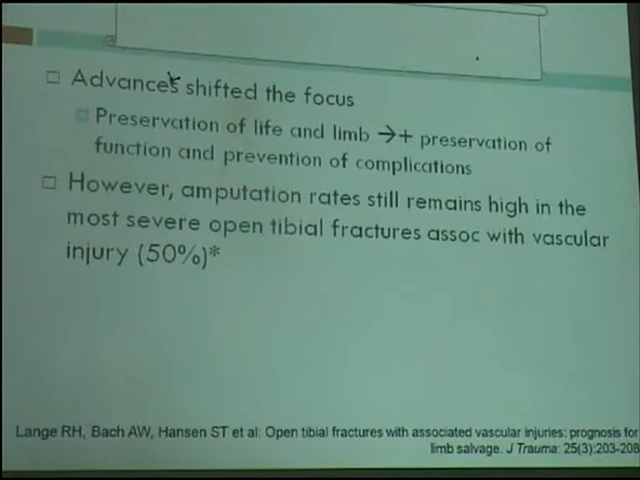 Advances shifted the focus
Preservation of life and limb →+ preservation of
function and prevention of complications
However, amputation rates still remains high in the
most severe open tibial fractures assoc with vascular
injury (50%)*
Lange RH, Bach AW, Hansen ST et al: Open tibial fractures with associated vascular injuries: prognosis for
limb salvage. J Trauma. 25(3):203-208